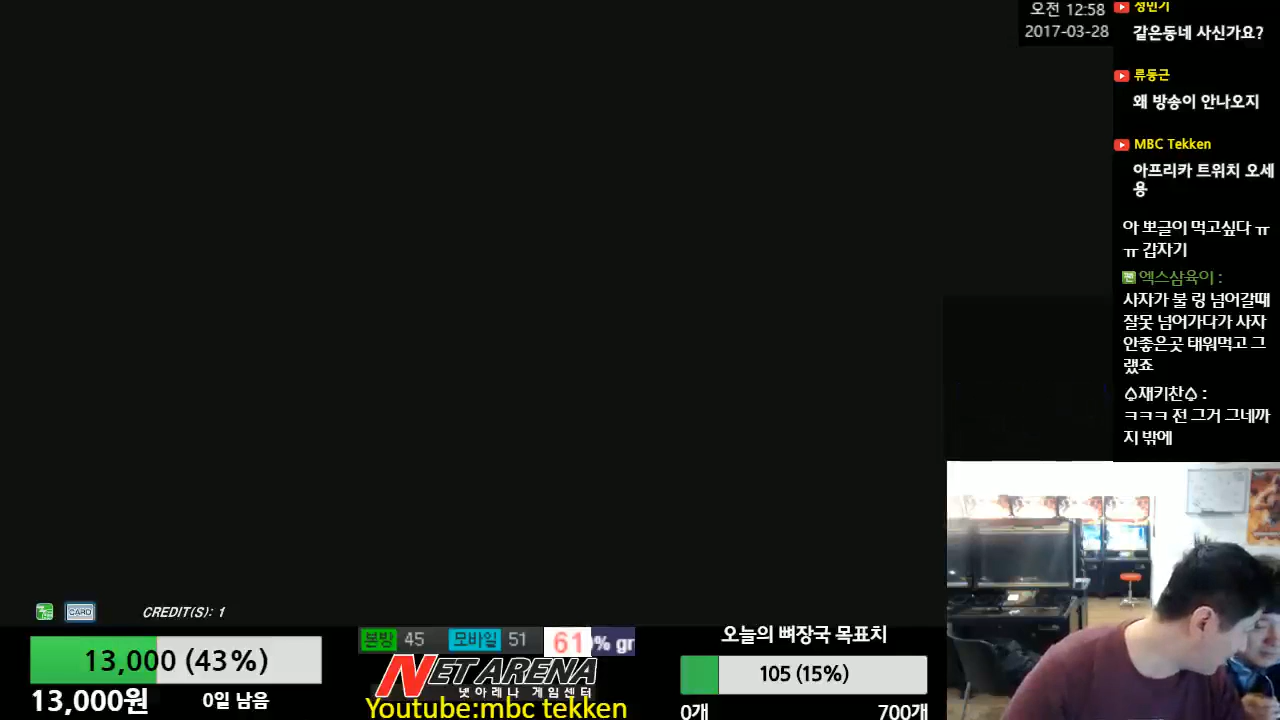 오전 12:58
2017-03-28
정민기
같은동네 사신가요?
류동근
왜 방송이 안나오지
MBC Tekken
아프리카 트위치 오세
용
아 뽀글이 먹고싶다 ㅠ
ㅠ 갑자기
엑스삼육이 :
사자가 불 링 넘어갈때
잘못 넘어가다가 사자
안좋은곳 태워먹고 그
랬죠
♤재키찬♤ :
ㅋㅋㅋ 전 그거 그네까
지 밖에
CARD
CREDIT(S): 1
13,000 (43%)
13,000원
0일 남음
본방 45 모바일 51
61% gr
NET ARENA
넷아레나 게임센터
Youtube:mbc tekken
오늘의 뼈장국 목표치
105 (15%)
0개
700개